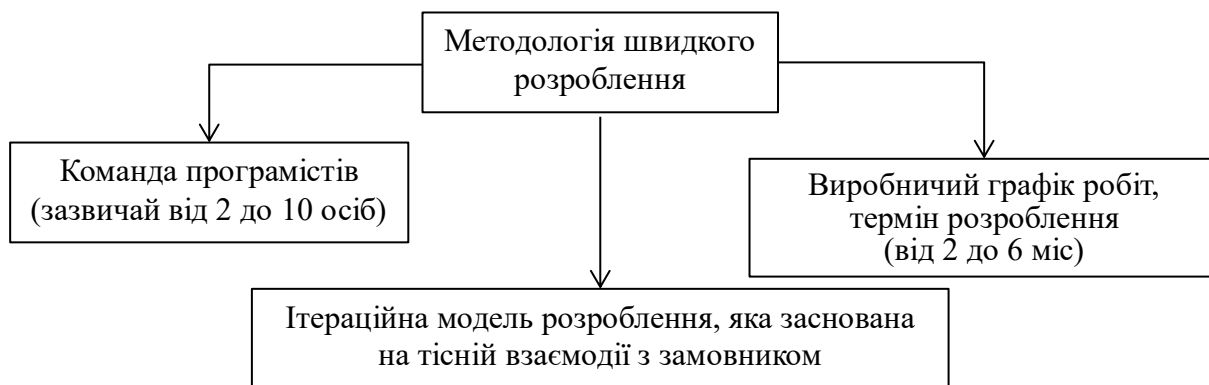 Методологія швидкого
розроблення
Команда програмістів
(зазвичай від 2 до 10 осіб)
Виробничий графік робіт,
термін розроблення
(від 2 до 6 міс)
Ітераційна модель розроблення, яка заснована
на тісній взаємодії з замовником